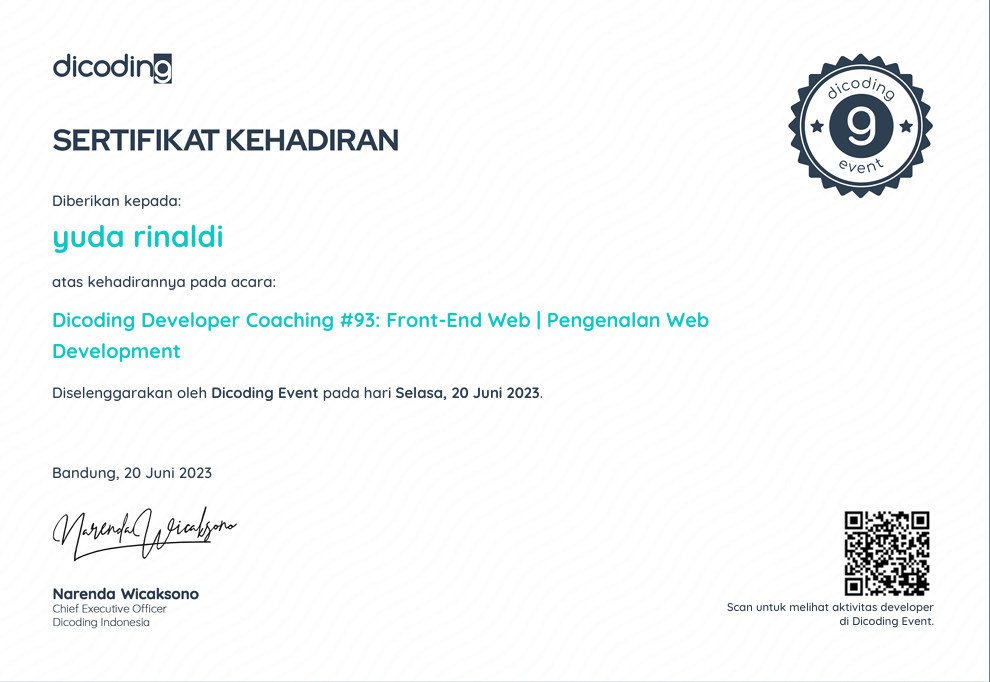 dicoding
dicoding
9
event
SERTIFIKAT KEHADIRAN
Diberikan kepada:
yuda rinaldi
atas kehadirannya pada acara:
Dicoding Developer Coaching #93: Front-End Web | Pengenalan Web
Development
Diselenggarakan oleh Dicoding Event pada hari Selasa, 20 Juni 2023.
Bandung, 20 Juni 2023
Narenda Wicaksono
Narenda Wicaksono
Chief Executive Officer
Dicoding Indonesia
Scan untuk melihat aktivitas developer
di Dicoding Event.